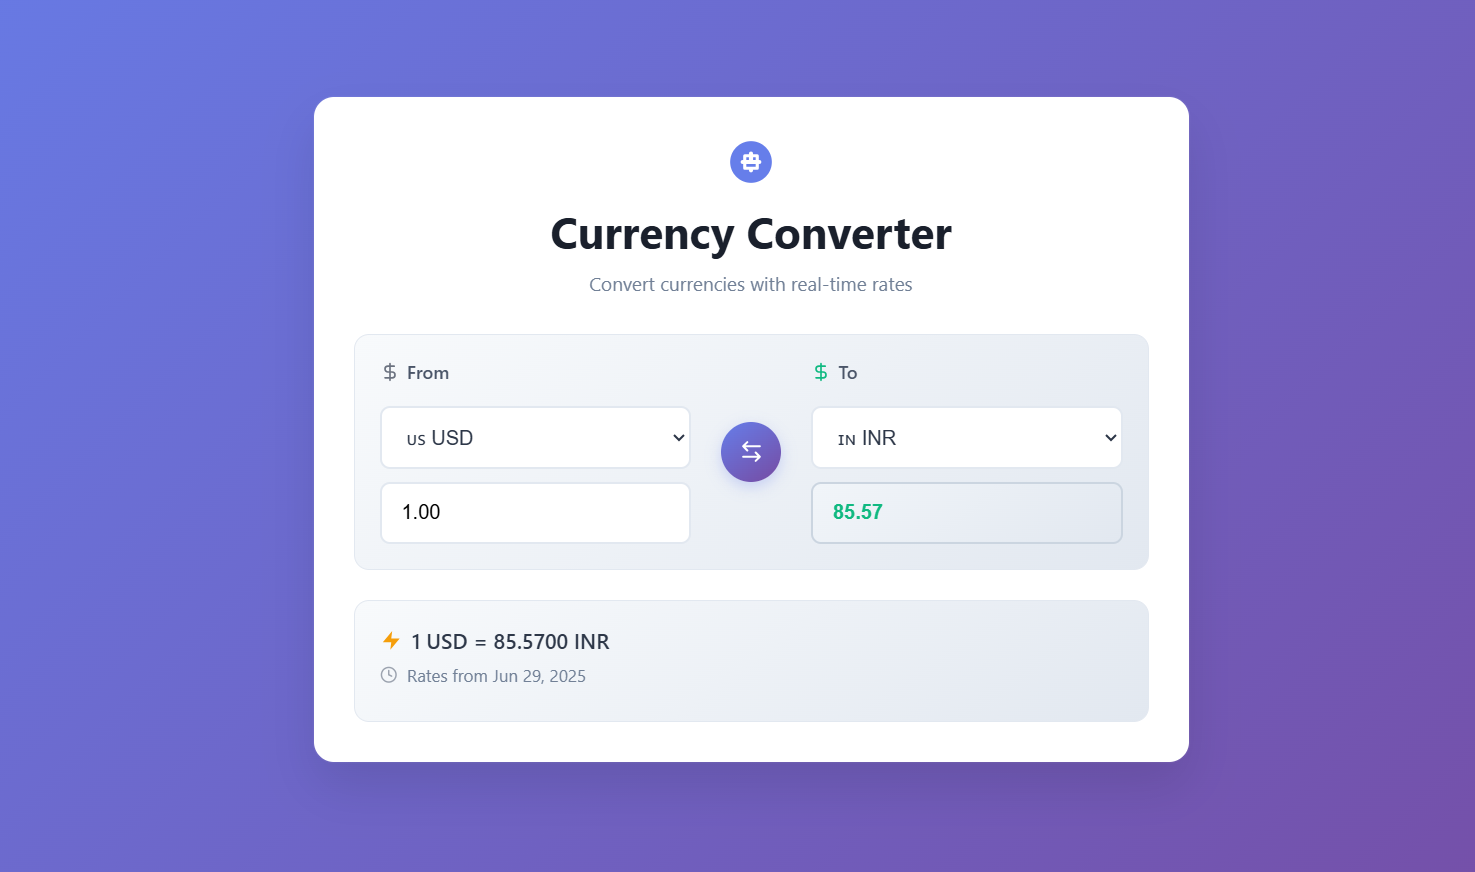 Currency Converter
Convert currencies with real-time rates
$ From
$ To
us USD
ɪɴ INR
1.00
85.57
1 USD = 85.5700 INR
Rates from Jun 29, 2025